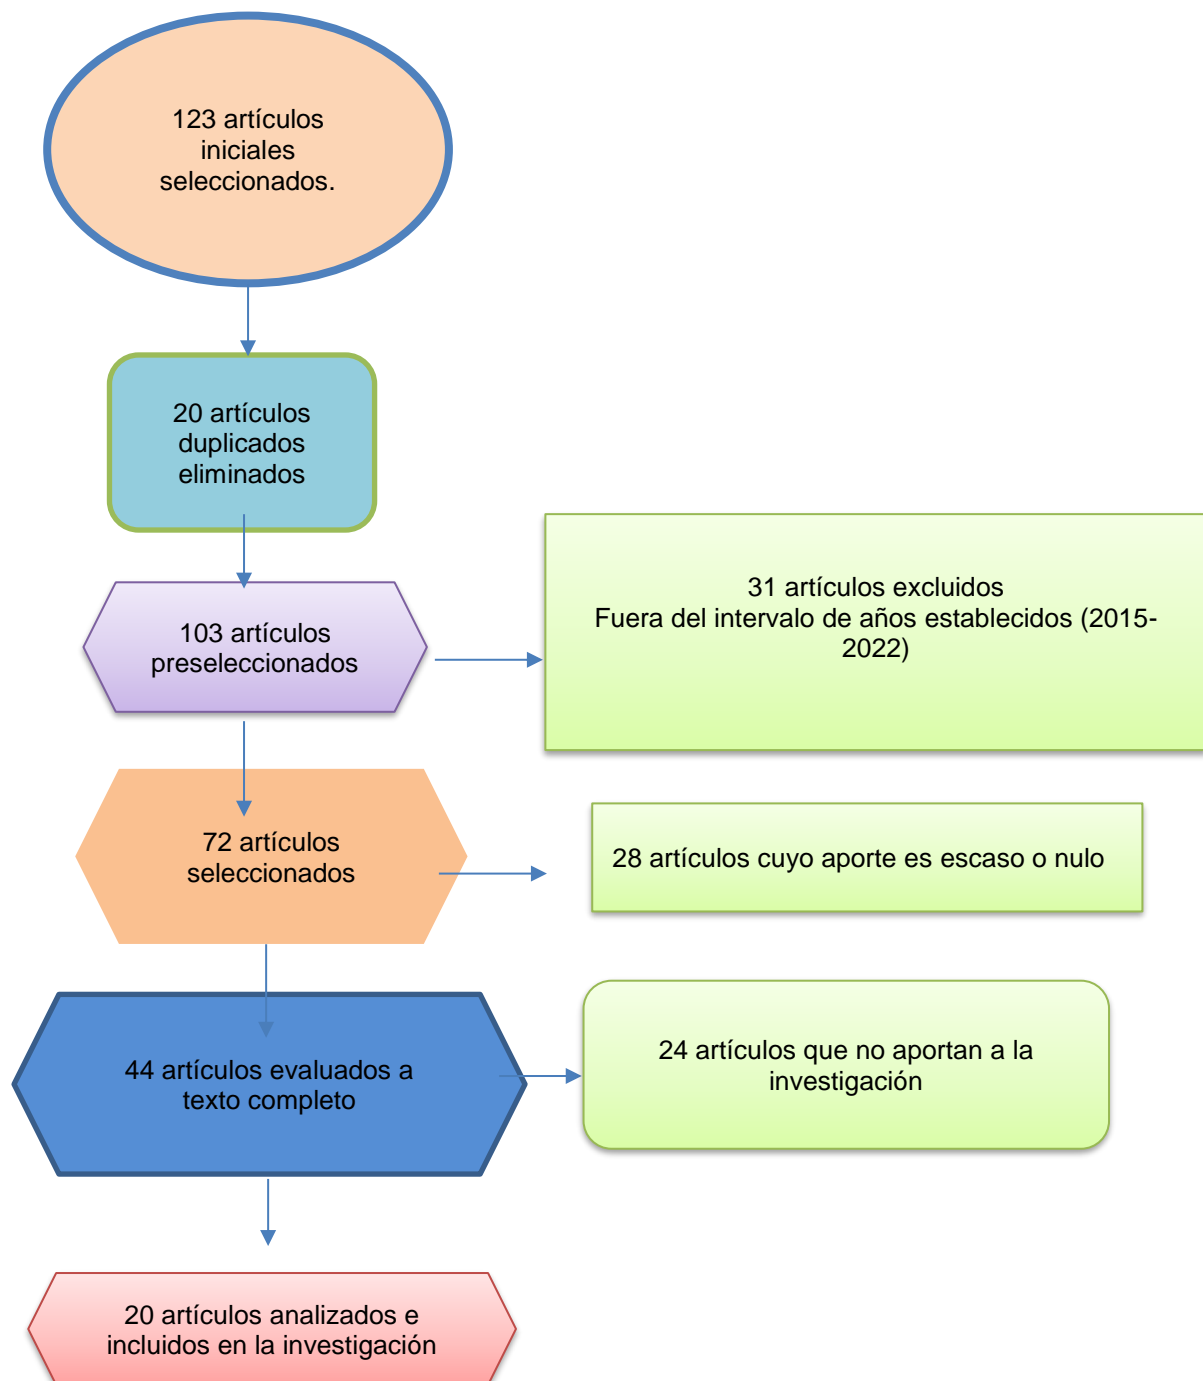 123 artículos
iniciales
seleccionados.
20 artículos
duplicados
eliminados
31 artículos excluidos
Fuera del intervalo de años establecidos (2015-
2022)
103 artículos
preseleccionados
72 artículos
seleccionados
28 artículos cuyo aporte es escaso o nulo
44 artículos evaluados a
texto completo
24 artículos que no aportan a la
investigación
20 artículos analizados e
incluidos en la investigación